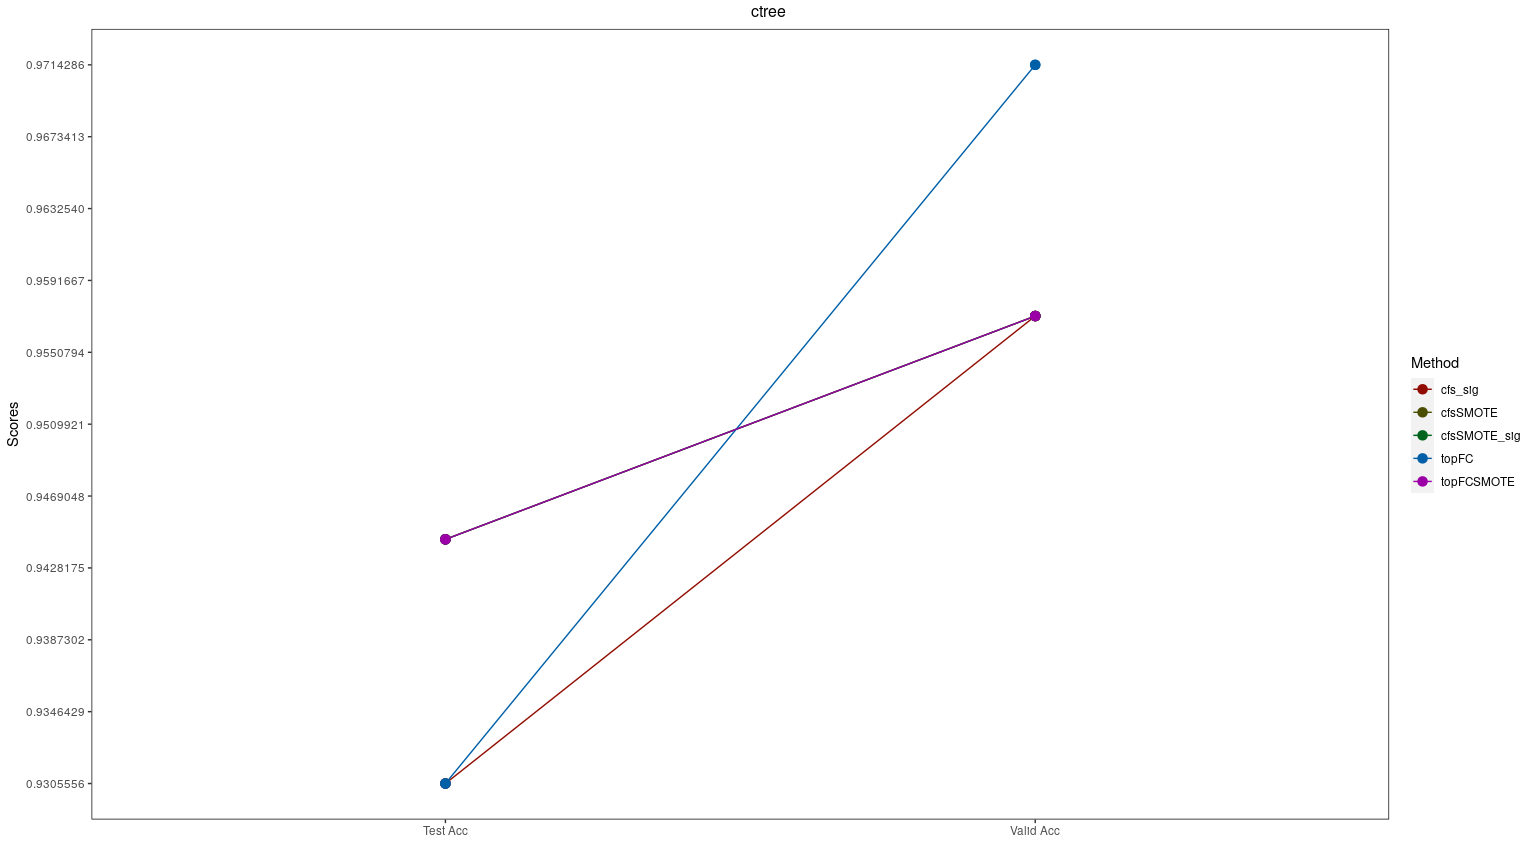 ctree
Scores
0.9714286
0.9673413
0.9632540
0.9591667
0.9550794
0.9509921
0.9469048
0.9428175
0.9387302
0.9346429
0.9305556
Test Acc
Valid Acc
Method
cfs_sig
cfsSMOTE
cfsSMOTE_sig
topFC
topFCSMOTE